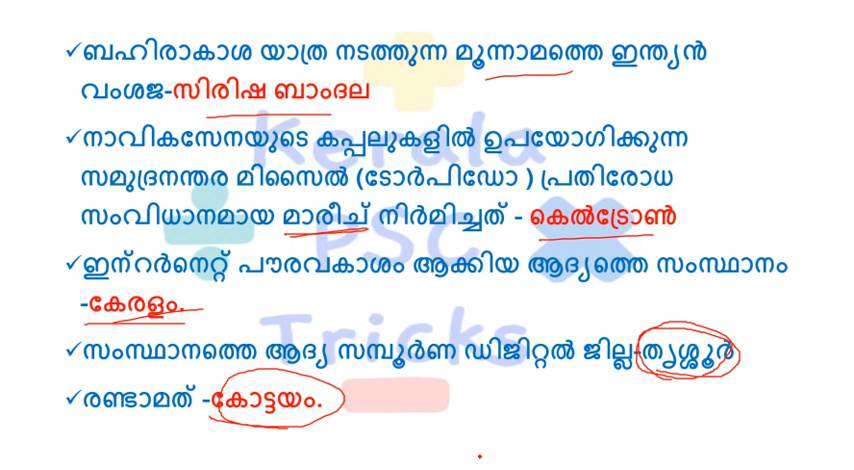 ✓ബഹിരാകാശ യാത്ര നടത്തുന്ന മൂന്നാമത്തെ ഇന്ത്യൻ
വംശജ-സിരിഷ ബാംദല
✓നാവികസേനയുടെ കപ്പലുകളിൽ ഉപയോഗിക്കുന്ന
സമുദ്രനന്തര മിസൈൽ (ടോർപിഡോ ) പ്രതിരോധ
സംവിധാനമായ മാരീച് നിർമിച്ചത് - കെൽട്രോൺ
✓ഇന്റർനെറ്റ് പൗരവകാശം ആക്കിയ ആദ്യത്തെ സംസ്ഥാനം
-കേരളം.
✓സംസ്ഥാനത്തെ ആദ്യ സമ്പൂർണ ഡിജിറ്റൽ ജില്ല-തൃശ്ശൂർ
✓രണ്ടാമത് -കോട്ടയം.
Kerala
PSC
Tricks